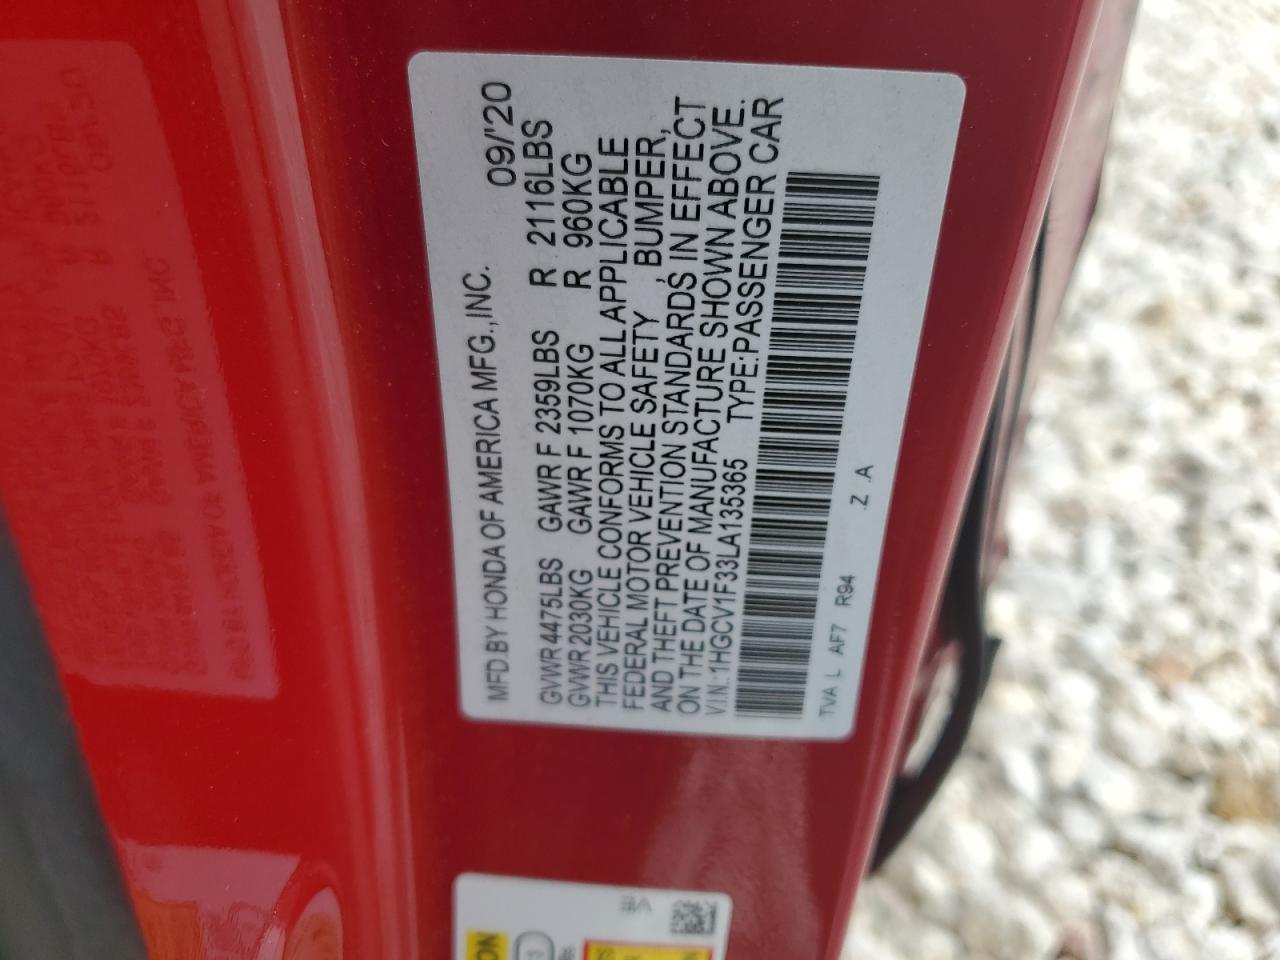 MFD.BY HONDA OF AMERICA MFG.,INC. 09/'20
GVWR 4475LBS GAWR F 2359LBS R 2116LBS
GVWR 2030KG GAWR F 1070KG R 960KG
THIS VEHICLE CONFORMS TO ALL APPLICABLE
FEDERAL MOTOR VEHICLE SAFETY , BUMPER,
AND THEFT PREVENTION STANDARDS IN EFFECT
ON THE DATE OF MANUFACTURE SHOWN ABOVE.
V.I.N.:1HGCV1F33LA135365 TYPE:PASSENGER CAR
TVA L AF7 R94 .Z .A